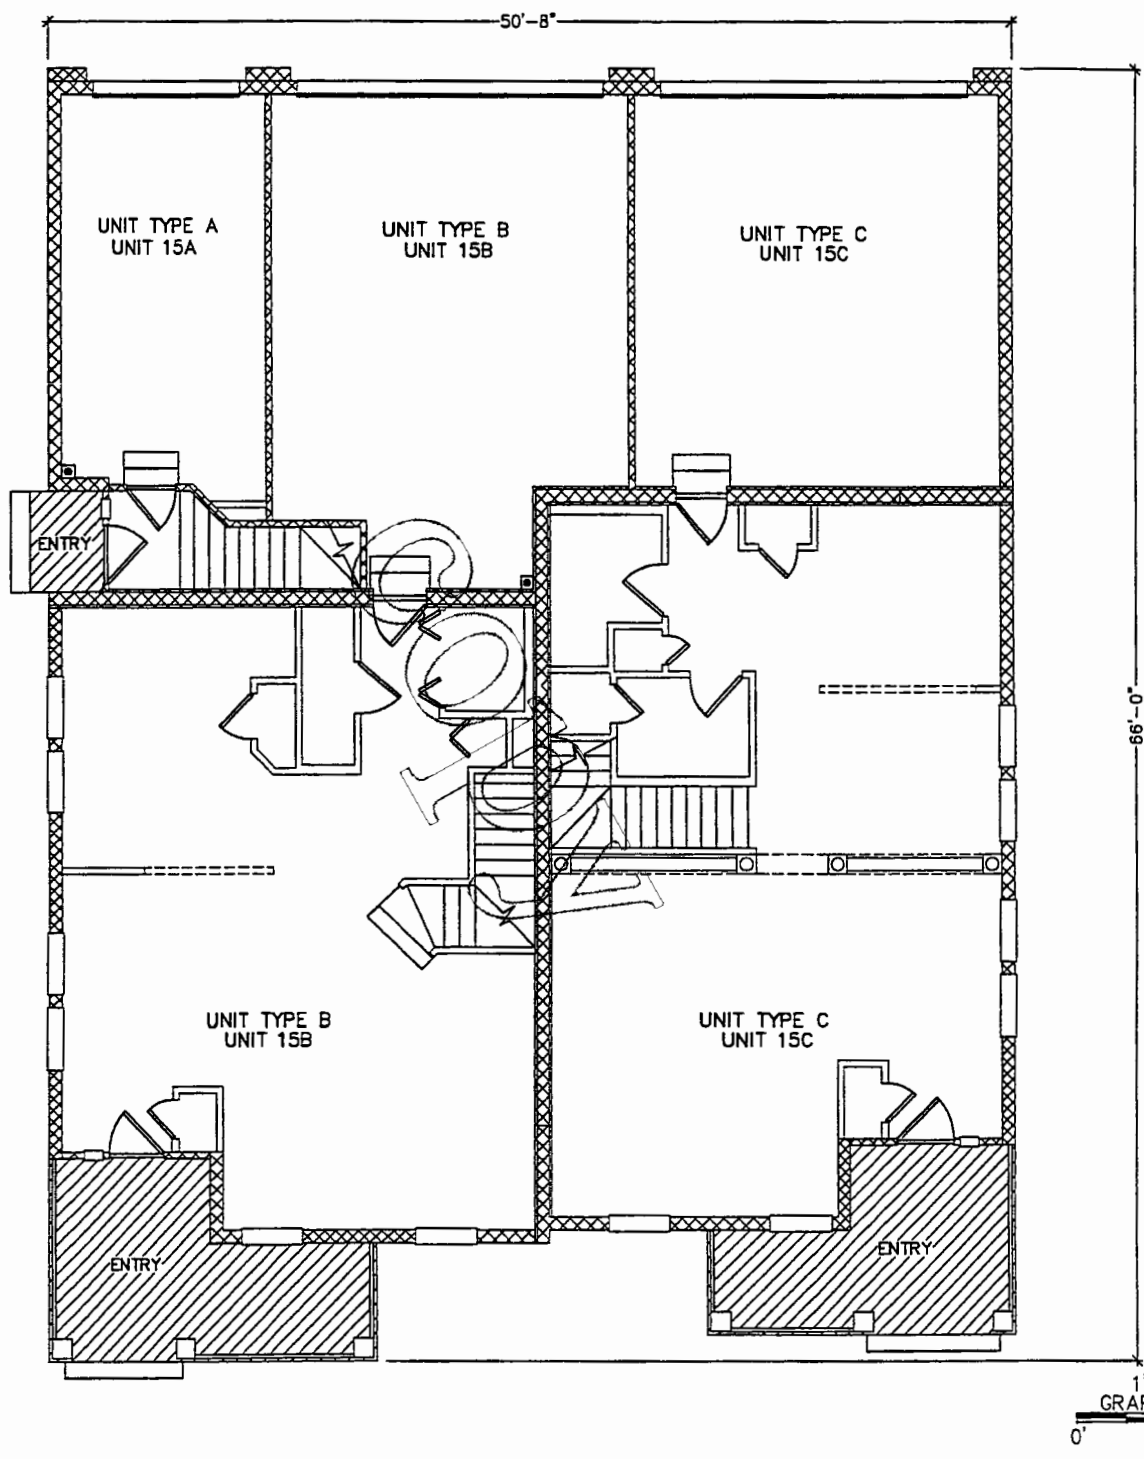 50'-8"
UNIT TYPE A
UNIT 15A
UNIT TYPE B
UNIT 15B
UNIT TYPE C
UNIT 15C
ENTRY
COPY
66'-0"
UNIT TYPE B
UNIT 15B
UNIT TYPE C
UNIT 15C
ENTRY
ENTRY
0'